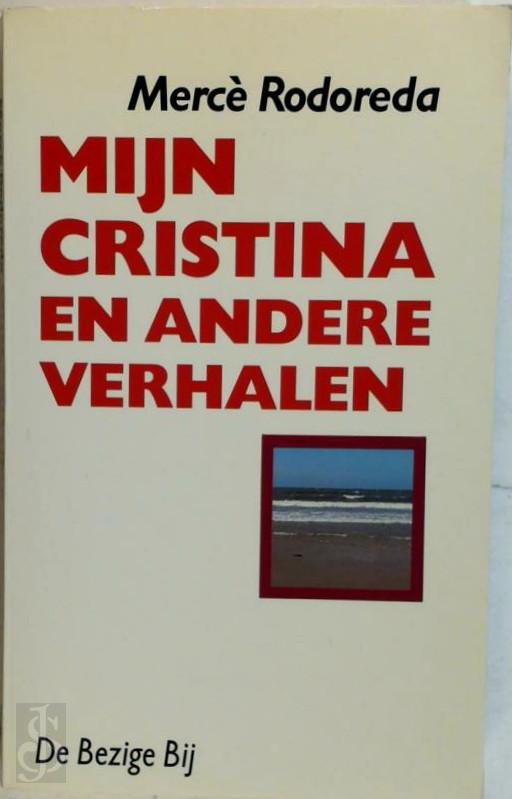 Mercè Rodoreda
MIJN
CRISTINA
EN ANDERE
VERHALEN
De Bezige Bij